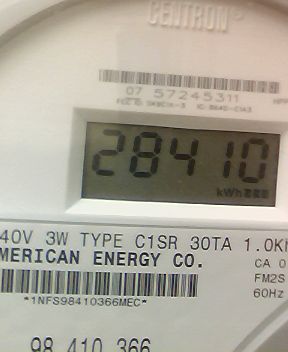 CENTRON
07 57245311
28410
kWh
40V 3W TYPE C1SR 30TA 1.0Kh
MERICAN ENERGY CO.
CA 0
FM2S
60Hz
*1NFS98410366MEC*
98 410 366